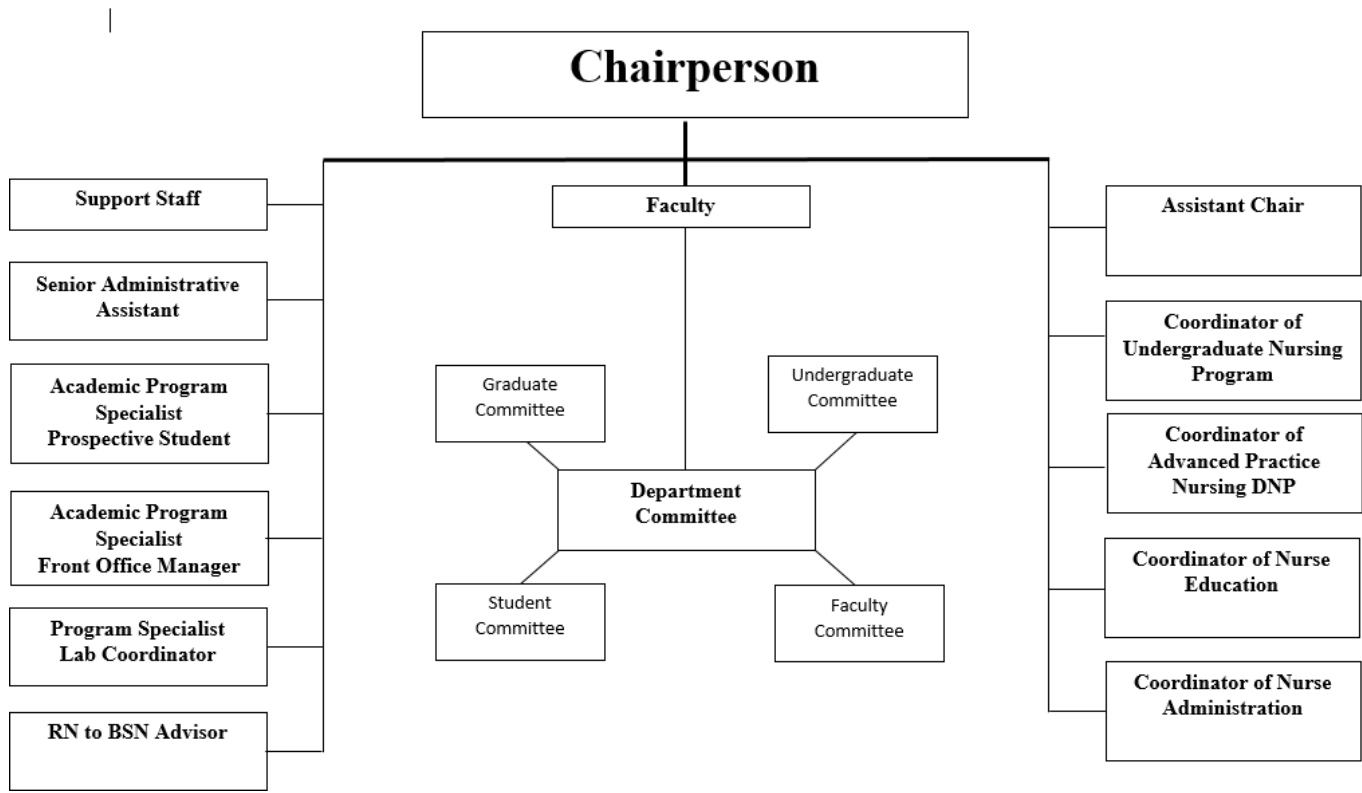 Chairperson
Support Staff
Senior Administrative
Assistant
Academic Program
Specialist
Prospective Student
Academic Program
Specialist
Front Office Manager
Program Specialist
Lab Coordinator
RN to BSN Advisor
Faculty
Graduate
Committee
Undergraduate
Committee
Department
Committee
Student
Committee
Faculty
Committee
Assistant Chair
Coordinator of
Undergraduate Nursing
Program
Coordinator of
Advanced Practice
Nursing DNP
Coordinator of Nurse
Education
Coordinator of Nurse
Administration